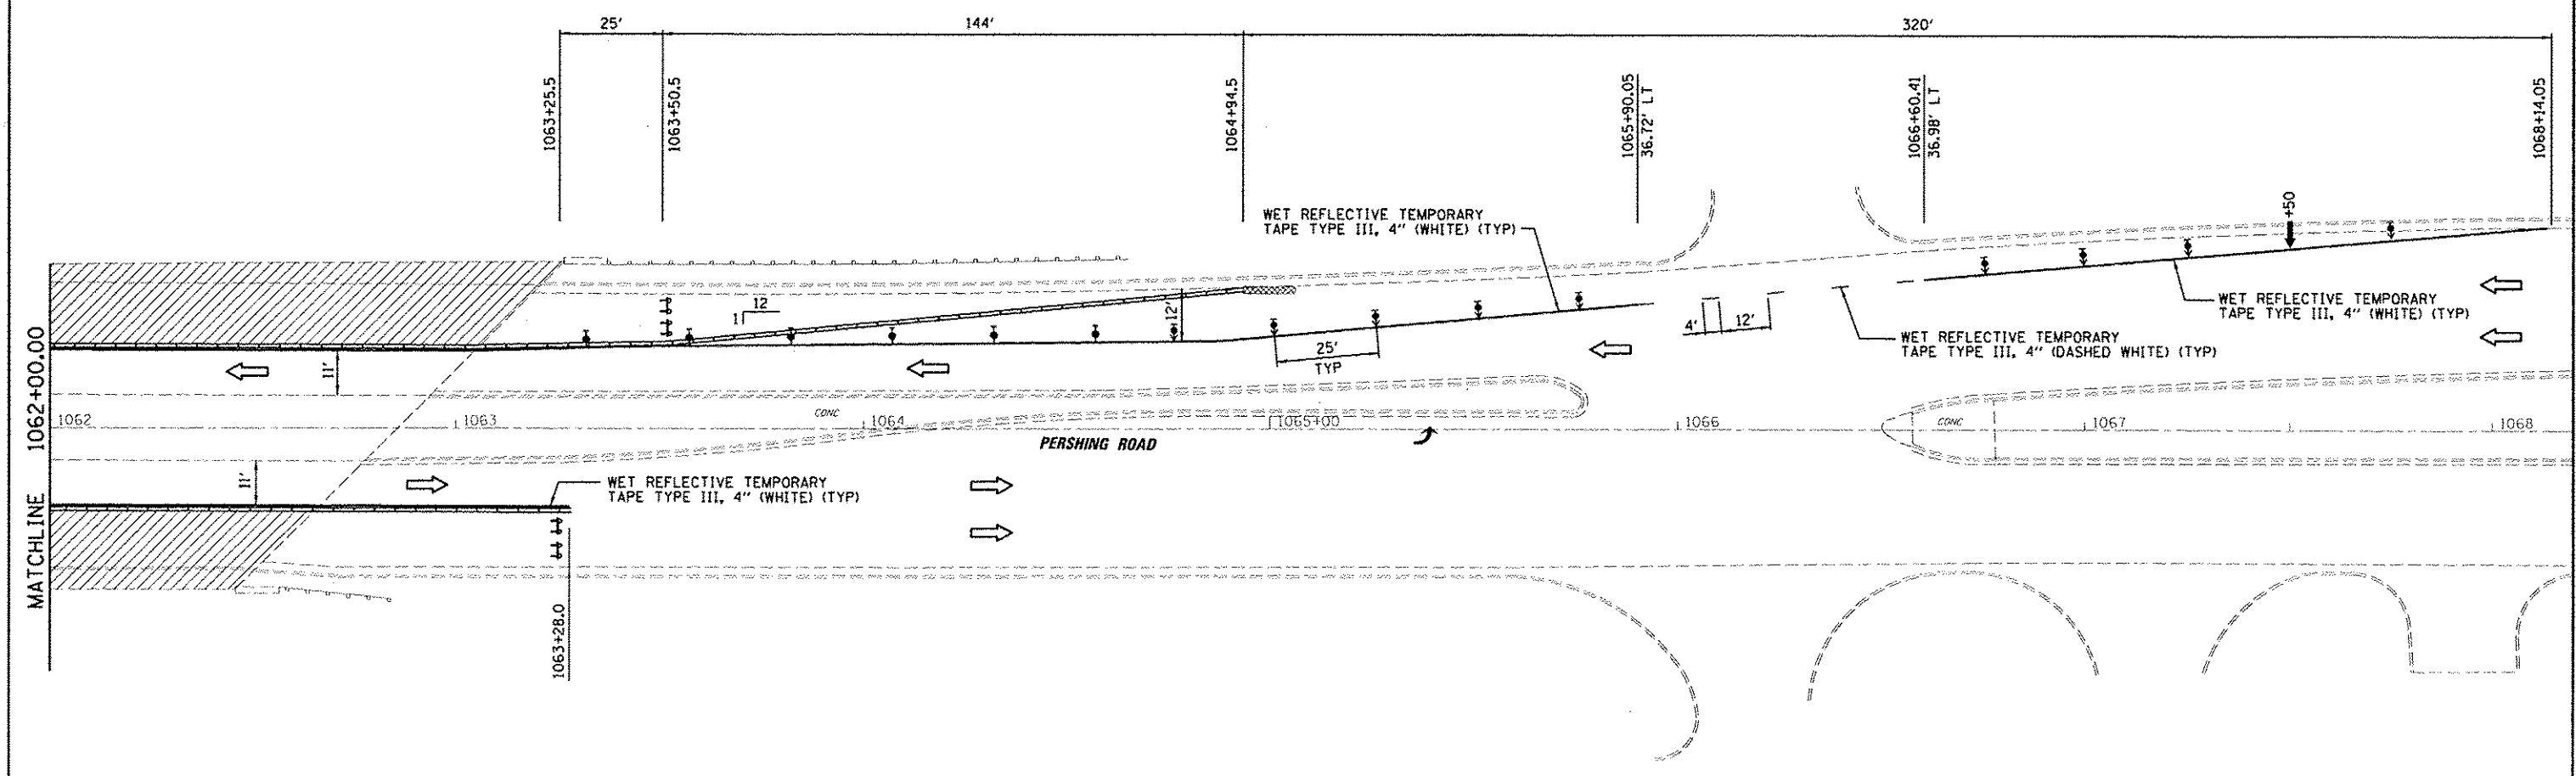 25'
144'
320'
1063+25.5
1063+50.5
1064+94.5
1065+90.05
36.72' LT
1066+60.41
36.98' LT
1068+14.05
+50
WET REFLECTIVE TEMPORARY
TAPE TYPE III, 4" (WHITE) (TYP)
12
1
12'
4'
12'
WET REFLECTIVE TEMPORARY
TAPE TYPE III, 4" (WHITE) (TYP)
WET REFLECTIVE TEMPORARY
TAPE TYPE III, 4" (DASHED WHITE) (TYP)
25'
TYP
11'
MATCHLINE 1062+00.00
1062
1063
CONC
1064
1065+00
1066
CONC
1067
1068
PERSHING ROAD
11'
WET REFLECTIVE TEMPORARY
TAPE TYPE III, 4" (WHITE) (TYP)
1063+28.0